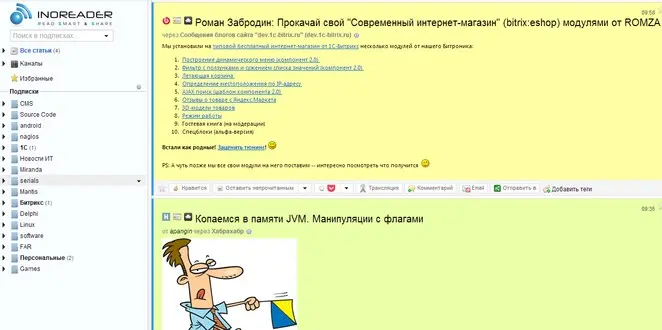 INOREADER
READ SMART & SHARE
Поиск в подписках...
Все статьи (4)
Каналы
Избранные
Подписки
CMS
Source Code
android
nagios
1С (1)
Новости ИТ
Miranda
serials
Mantis
Битрикс (1)
Delphi
Linux
software
FAR
Персональные (2)
Games
09:58
Роман Забродин: Прокачай свой "Современный интернет-магазин" (bitrix:eshop) модулями от ROMZA
через Сообщения блогов сайта "dev.1c-bitrix.ru" (dev.1c-bitrix.ru)
Мы установили на типовой бесплатный интернет-магазин от 1С-Битрикс несколько модулей от нашего Битроника:
1. Построение динамического меню (компонент 2.0)
2. Фильтр с ползунками и сужением списка значений (компонент 2.0)
3. Летающая корзина
4. Определение местоположения по IP-адресу
5. AJAX поиск (шаблон компонента 2.0)
6. Отзывы о товаре с Яндекс.Маркета
7. 3D-модели товаров
8. Режим работы
9. Гостевая книга (на модерации)
10. Спецблоки (альфа-версия)
Встали как родные! Зацените тюнинг!
PS: А чуть позже мы все свои модули на него поставим -- интересно посмотреть что получится
Нравится
Оставить непрочитанным
Трансляция
Комментарий
Email
Отправить в
Добавить теги
09:35
Копаемся в памяти JVM. Манипуляции с флагами
от apangin через Хабрахабр